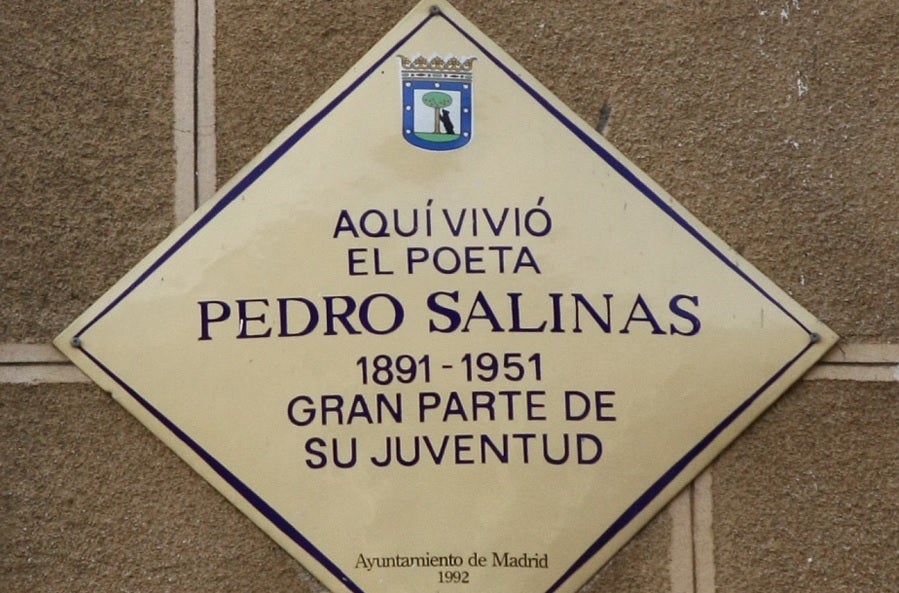 AQUÍ VIVIÓ
EL POETA
PEDRO SALINAS
1891 - 1951
GRAN PARTE DE
SU JUVENTUD
Ayuntamiento de Madrid
1992